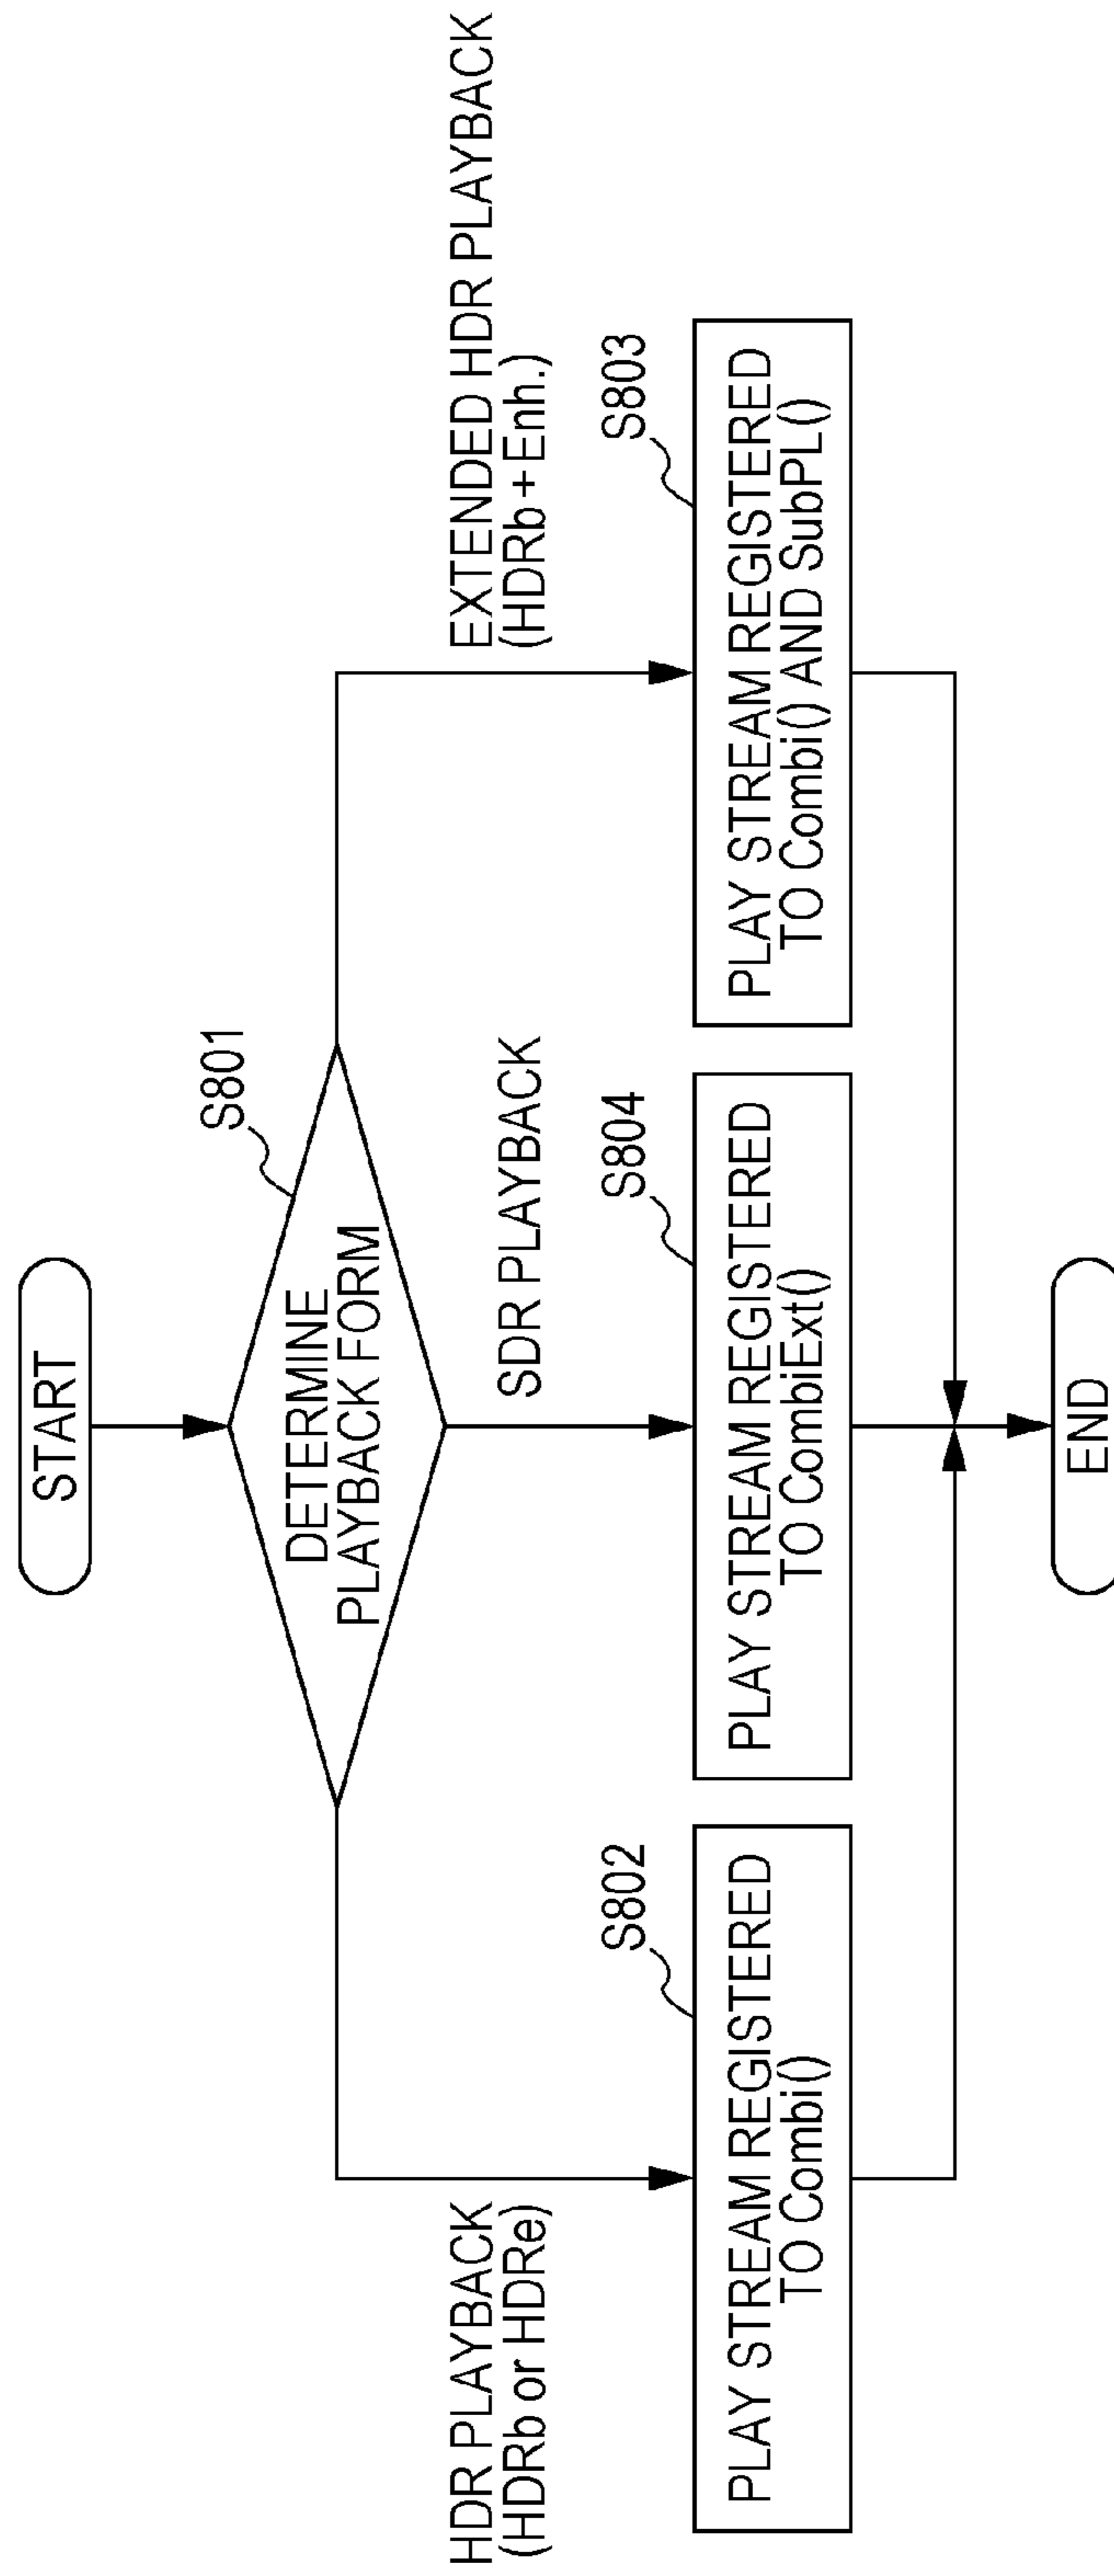 START
S801
DETERMINE
PLAYBACK FORM
HDR PLAYBACK
(HDRb or HDRe)
SDR PLAYBACK
EXTENDED HDR PLAYBACK
(HDRb+Enh.)
S802
PLAY STREAM REGISTERED
TO Combi()
S804
PLAY STREAM REGISTERED
TO CombiExt()
S803
PLAY STREAM REGISTERED
TO Combi() AND SubPL()
END